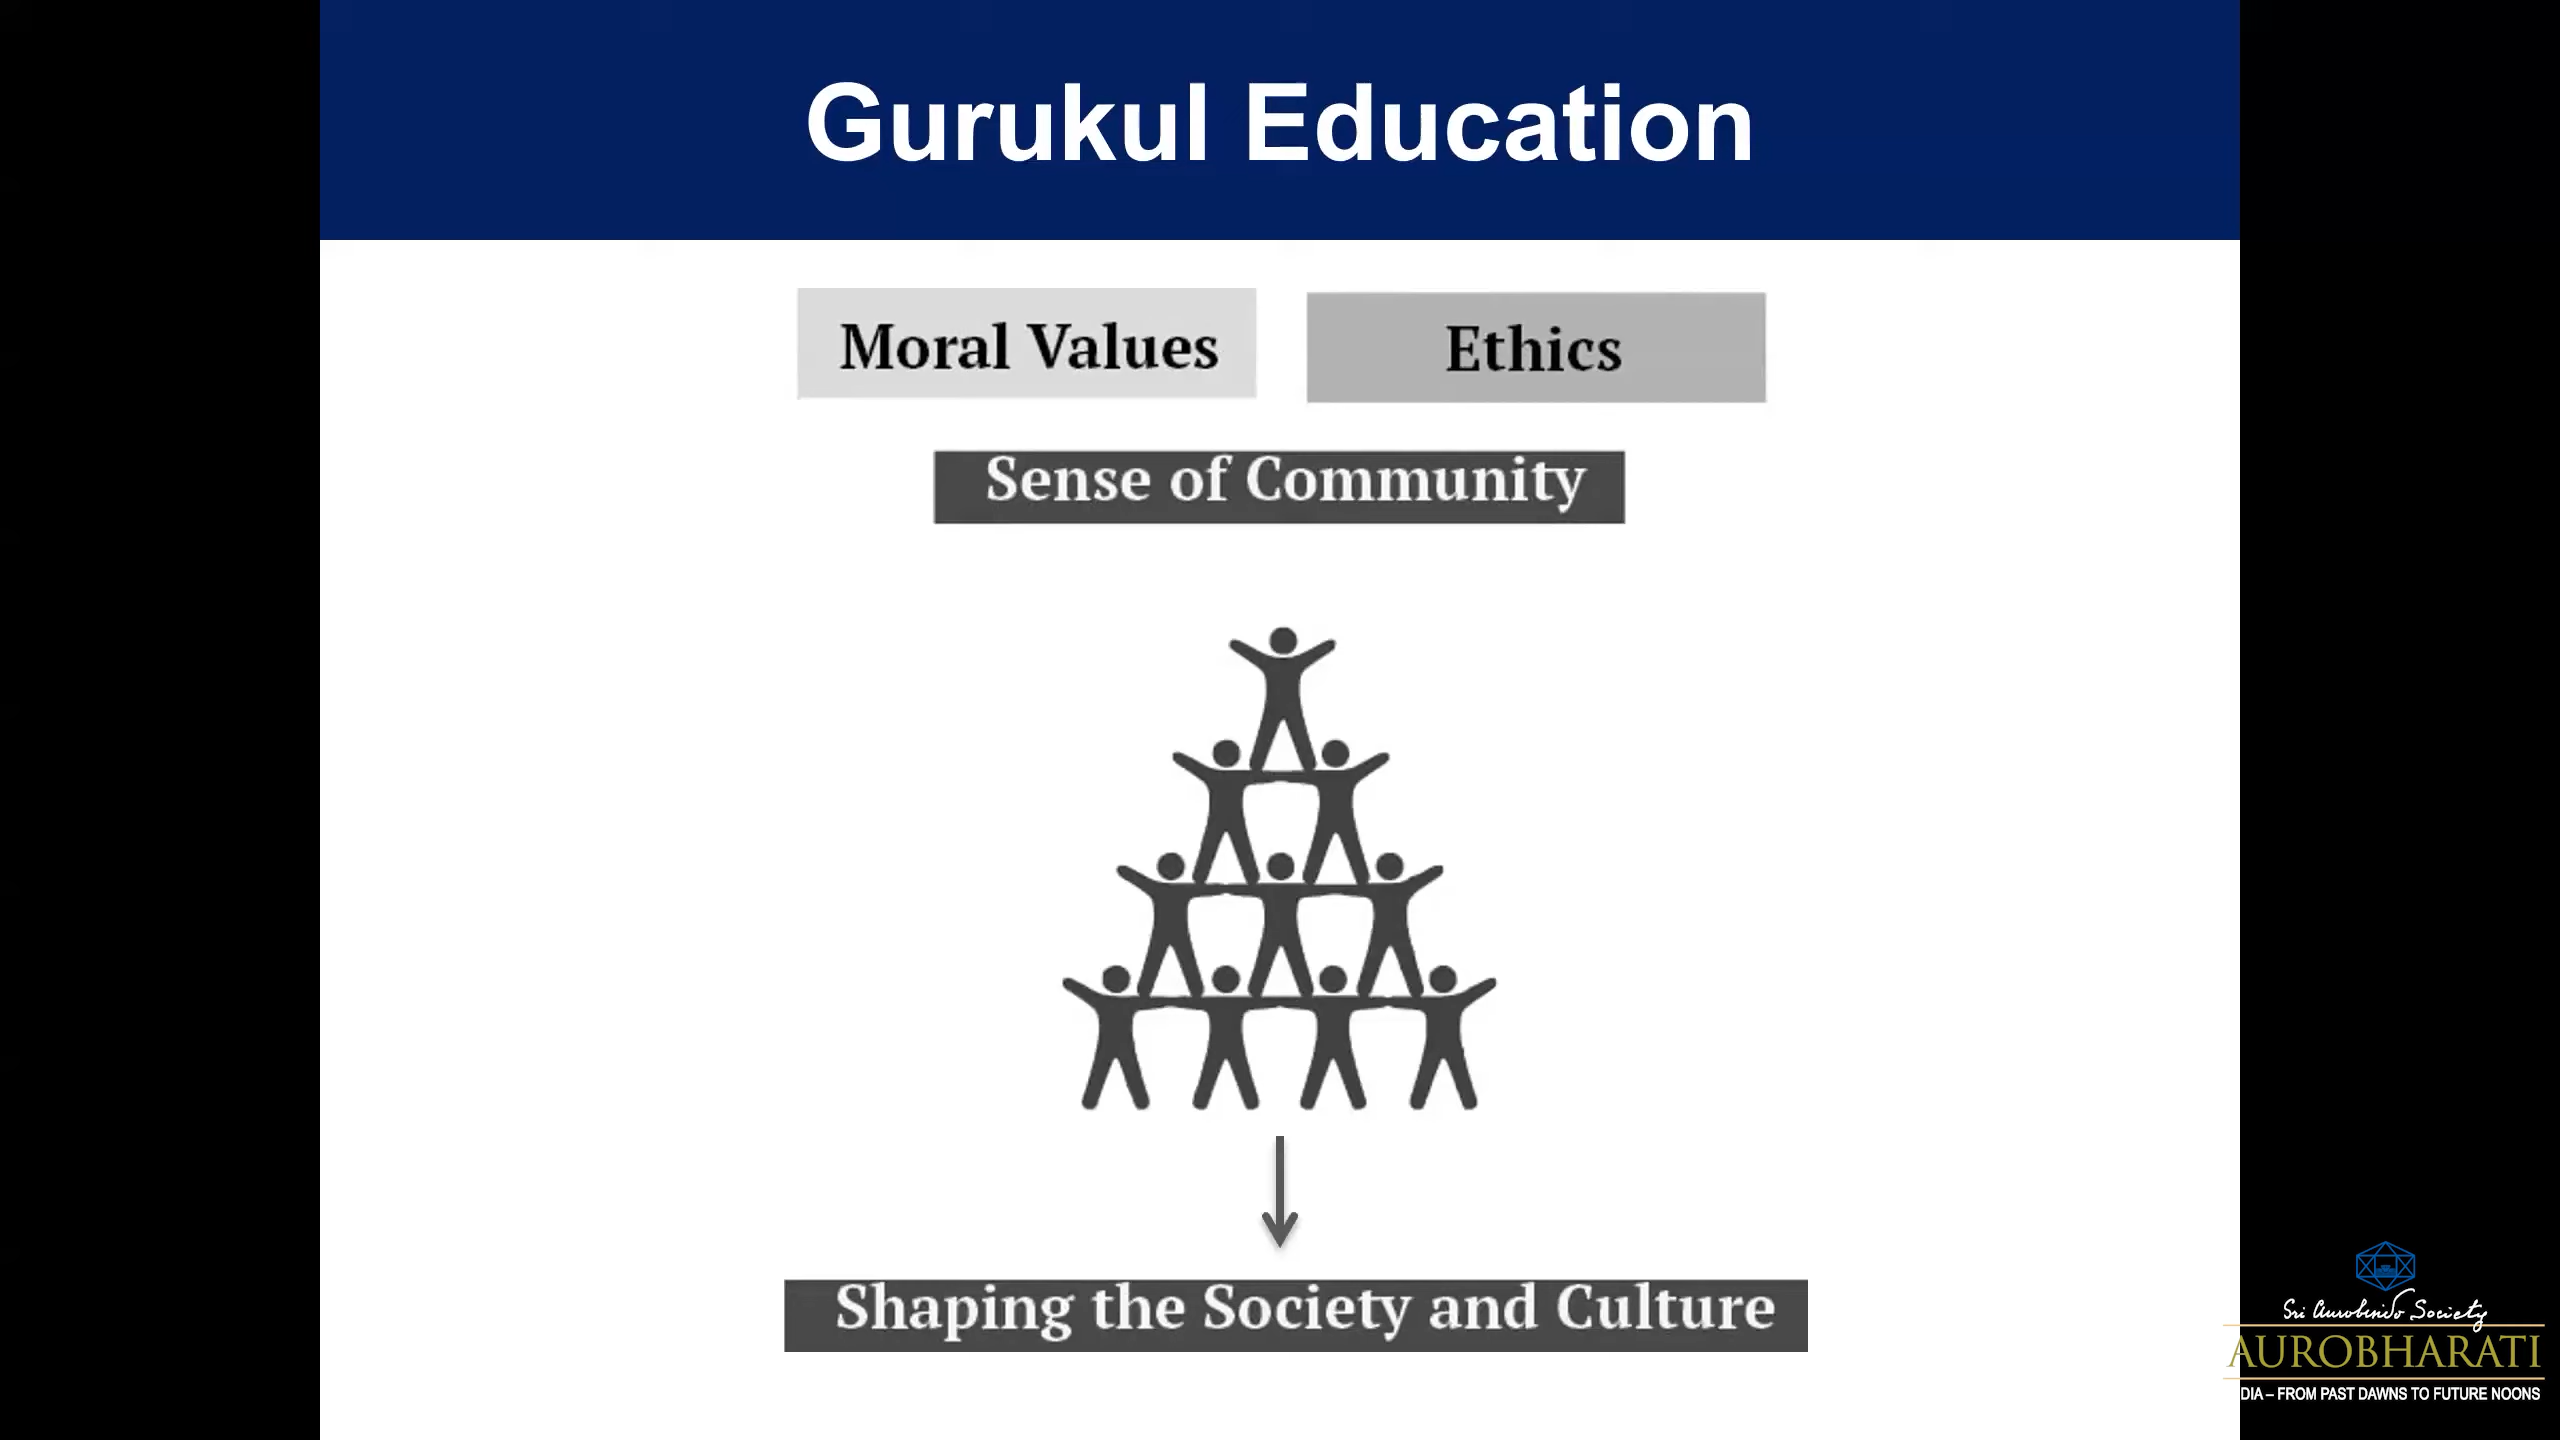 Gurukul Education
Moral Values
Ethics
Sense of Community
Shaping the Society and Culture
Sri Aurobindo Society
AUROBHARATI
DIA – FROM PAST DAWNS TO FUTURE NOONS